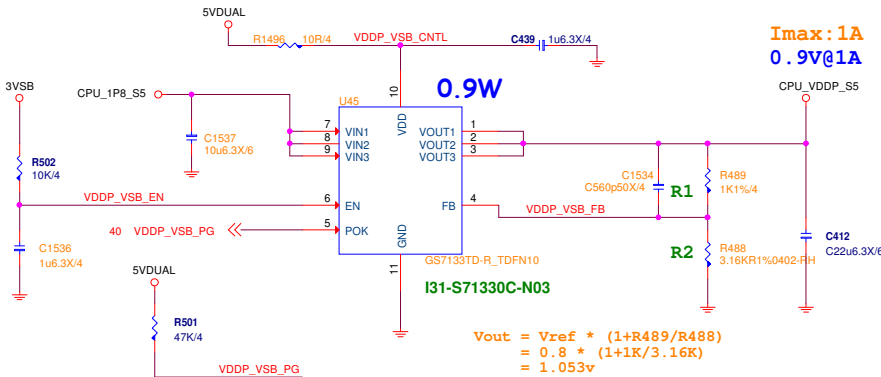 5VDUAL
R1496 10R/4
VDDP_VSB_CNTL
C439 1u6.3X/4
Imax:1A
0.9V@1A
CPU_VDDP_S5
3VSB
CPU_1P8_S5
0.9W
U45
10
VDD
C1537
10u6.3X/6
7 VIN1 VOUT1 1
8 VIN2 VOUT2 2
9 VIN3 VOUT3 3
R502
10K/4
C1534
C560p50X/4
R1
R489
1K1%/4
VDDP_VSB_EN
6 EN FB 4
VDDP_VSB_FB
40 VDDP_VSB_PG
5 POK
GND
11
C1536
1u6.3X/4
R2
R488
3.16KR1%0402-RH
C412
C22u6.3X/6
GS7133TD-R_TDFN10
I31-S71330C-N03
5VDUAL
R501
47K/4
VDDP_VSB_PG
Vout = Vref * (1+R489/R488)
= 0.8 * (1+1K/3.16K)
= 1.053v